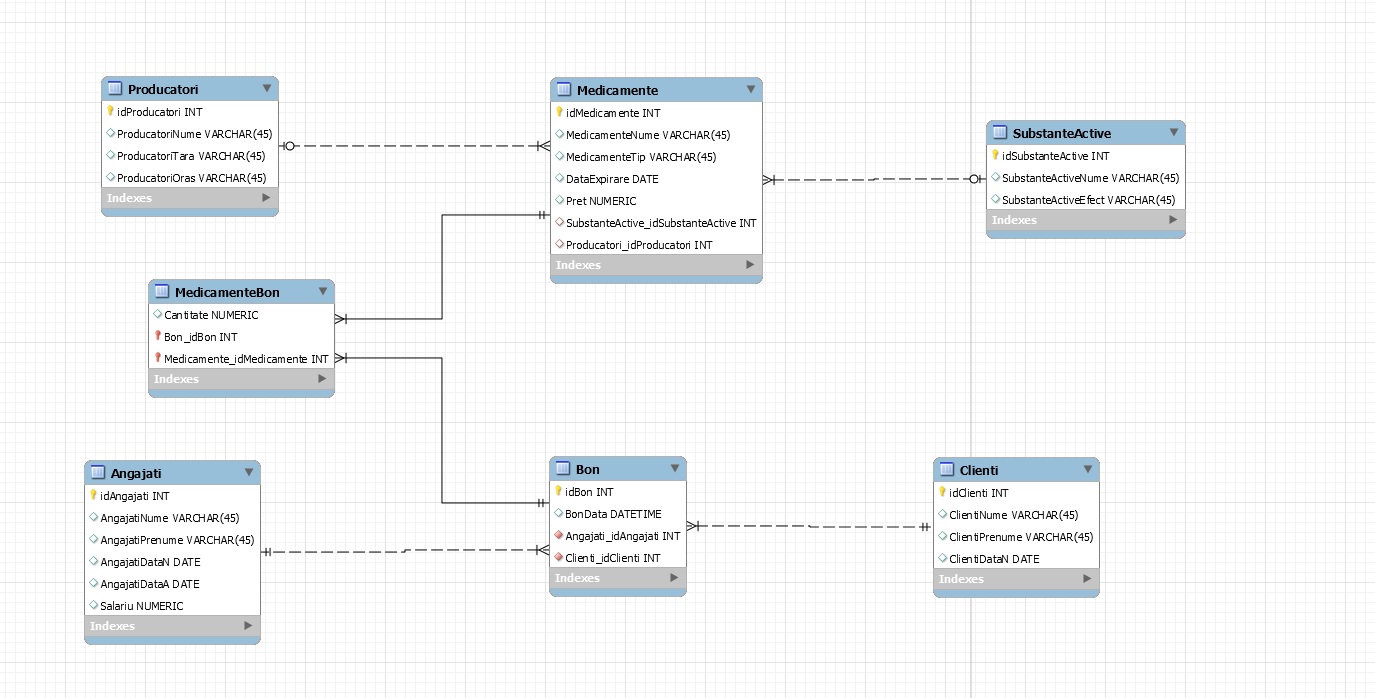 Producatori
idProducatori INT
ProducatoriNume VARCHAR(45)
ProducatoriTara VARCHAR(45)
ProducatoriOras VARCHAR(45)
Indexes
Medicamente
idMedicamente INT
MedicamenteNume VARCHAR(45)
MedicamenteTip VARCHAR(45)
DataExpirare DATE
Pret NUMERIC
SubstanteActive_idSubstanteActive INT
Producatori_idProducatori INT
Indexes
SubstanteActive
idSubstanteActive INT
SubstanteActiveNume VARCHAR(45)
SubstanteActiveEfect VARCHAR(45)
Indexes
MedicamenteBon
Cantitate NUMERIC
Bon_idBon INT
Medicamente_idMedicamente INT
Indexes
Angajati
idAngajati INT
AngajatiNume VARCHAR(45)
AngajatiPrenume VARCHAR(45)
AngajatiDataN DATE
AngajatiDataA DATE
Salariu NUMERIC
Indexes
Bon
idBon INT
BonData DATETIME
Angajati_idAngajati INT
Clienti_idClienti INT
Indexes
Clienti
idClienti INT
ClientiNume VARCHAR(45)
ClientiPrenume VARCHAR(45)
ClientiDataN DATE
Indexes